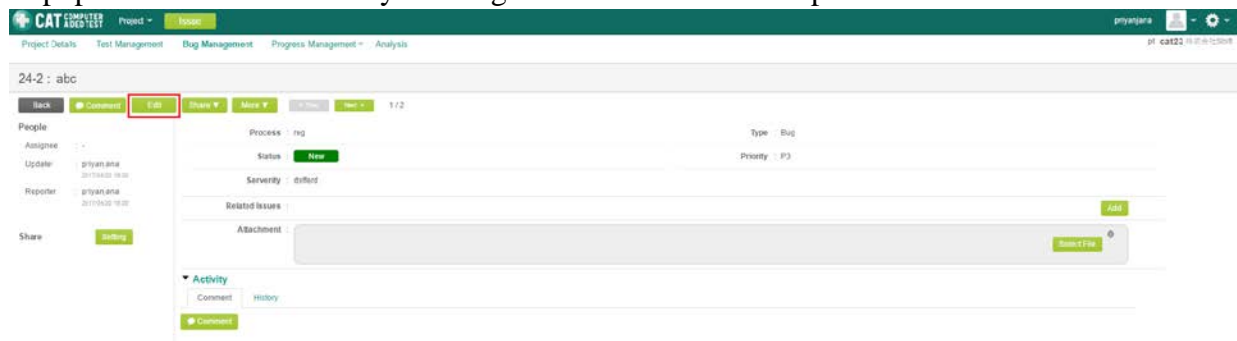 CAT COMPUTER AIDED TEST Project Issue priyanjana
Project Details Test Management Bug Management Progress Management Analysis pt cat22
24-2 : abc
Back Comment Edit Share ▼ More ▼ Next 1 / 2
People
Process : reg Type : Bug
Assignee : -
Status : New Priority : P3
Update :
Serverity :
Reporter :
Related Issues : Add
Share Setting
Attachment : Select File
▼ Activity
Comment History
Comment